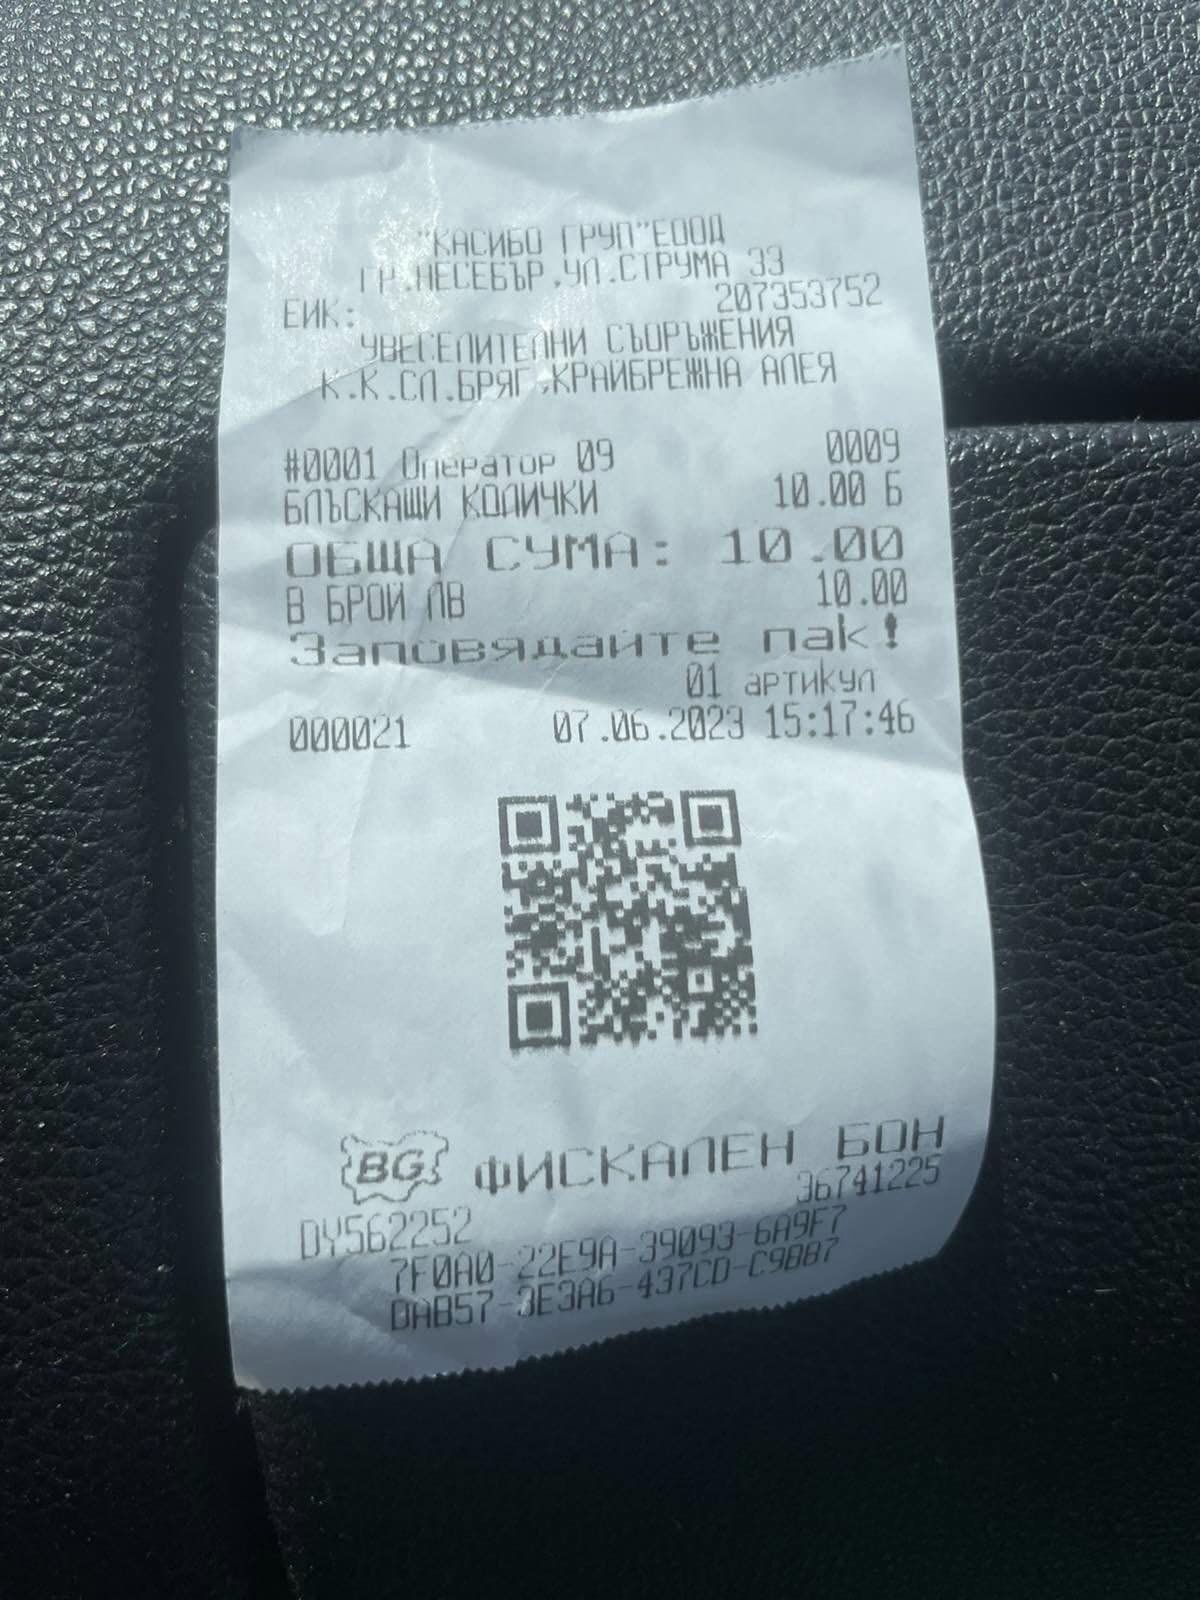 "КАСИБО ГРУП"ЕООД
ГР.НЕСЕБЪР,УЛ.СТРУМА 33
ЕИК: 207353752
УВЕСЕЛИТЕЛНИ СЪОРЪЖЕНИЯ
К.К.СЛ.БРЯГ,КРАЙБРЕЖНА АЛЕЯ
#0001 Оператор 09 0009
БЛЪСКАЩИ КОЛИЧКИ 10.00 Б
ОБЩА СУМА: 10.00
В БРОЙ ЛВ 10.00
Заповядайте пак!
01 артикул
000021 07.06.2023 15:17:46
BG ФИСКАЛЕН БОН
DY562252 36741225
7F0A0-22E9A-39093-6A9F7
DAB57-3E3A6-437CD-C9BB7